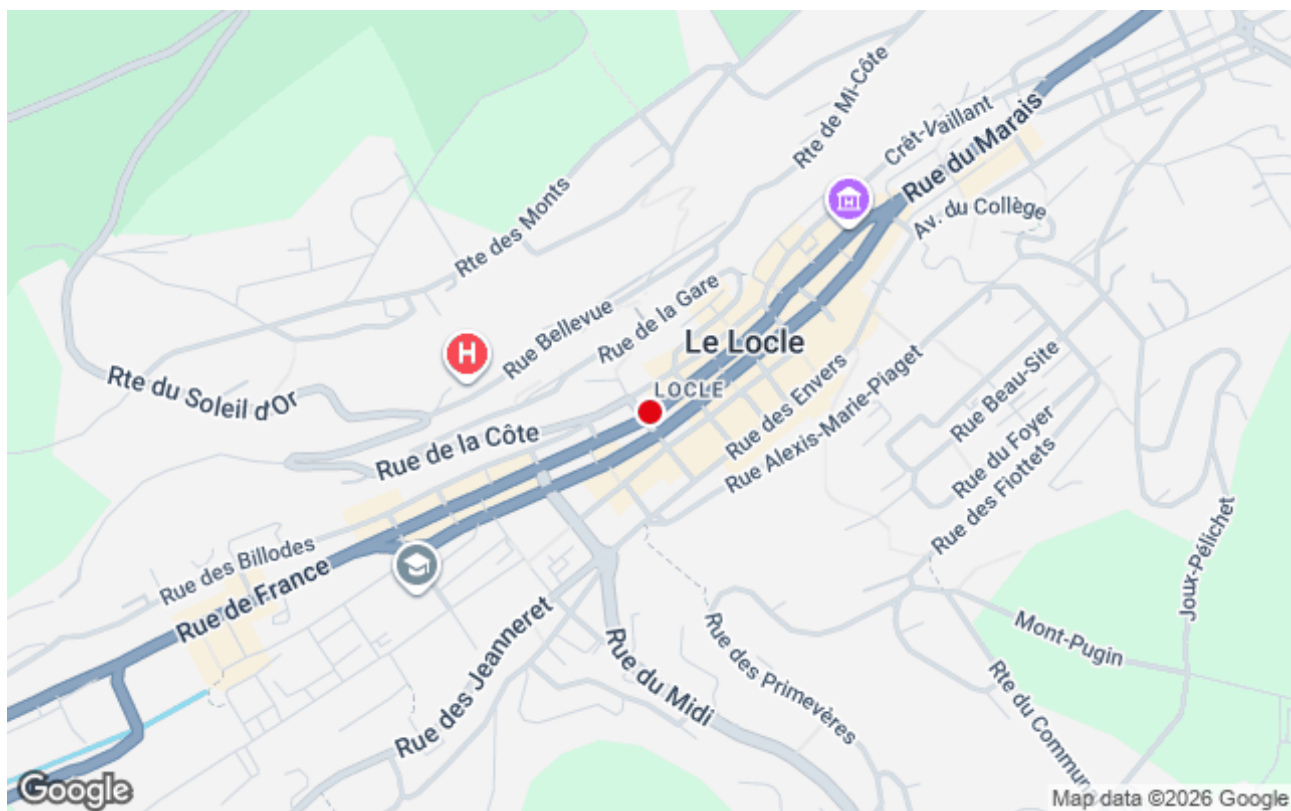 Rte de Mi-Côte
Crêt-Vaillant
Rue du Marais
Rte des Monts
H
Av. du Collège
Rue de la Gare
Rue Bellevue
Le Locle
H
LOCLE
Rte du Soleil d'Or
Rue de la Côte
Rue des Envers
Rue Alexis-Marie-Piaget
Rue Beau-Site
Rue du Foyer
Rue des Fiottets
Rue des Billodes
Rue de France
Joux-Pélichet
Rue des Jeanneret
Rue du Midi
Rue des Primevères
Mont-Pugin
Rte du Commun
Google
Map data ©2026 Google